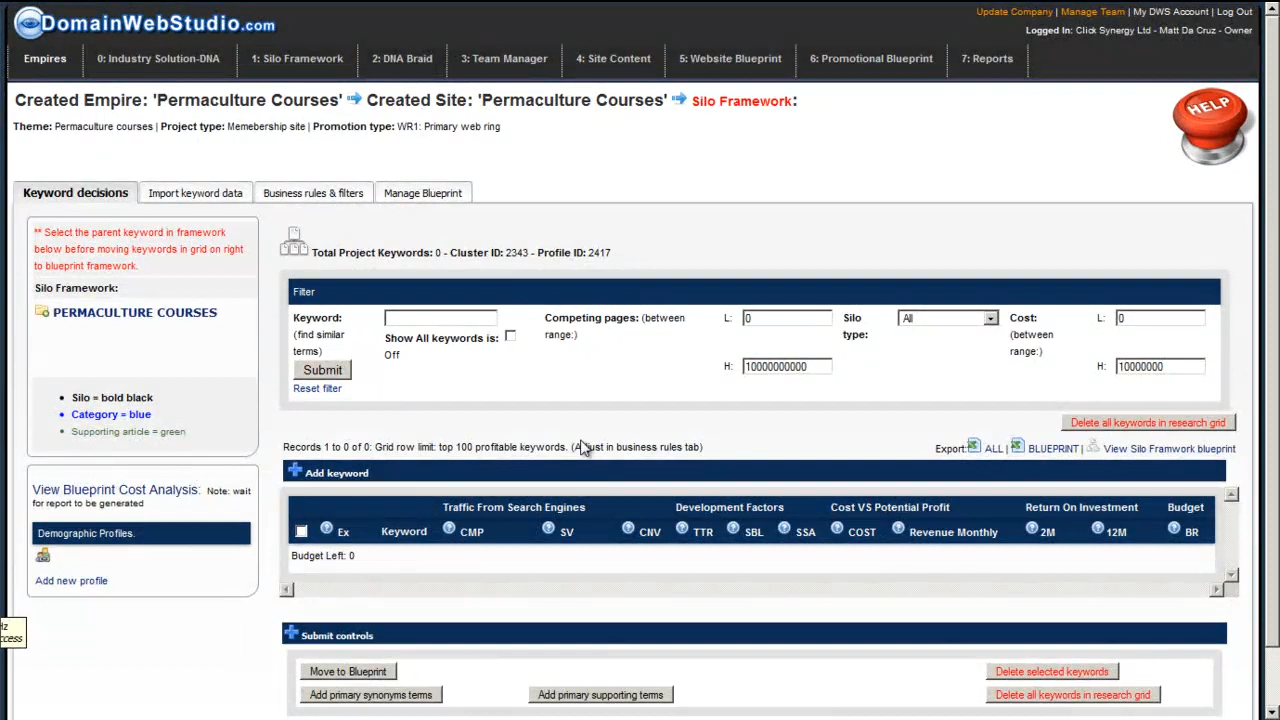 DomainWebStudio.com
Update Company | Manage Team | My DWS Account | Log Out
Logged In: Click Synergy Ltd - Matt Da Cruz - Owner
Empires 0: Industry Solution-DNA 1: Silo Framework 2: DNA Braid 3: Team Manager 4: Site Content 5: Website Blueprint 6: Promotional Blueprint 7: Reports
Created Empire: 'Permaculture Courses' Created Site: 'Permaculture Courses' Silo Framework:
HELP
Theme: Permaculture courses | Project type: Memebership site | Promotion type: WR1: Primary web ring
Keyword decisions Import keyword data Business rules & filters Manage Blueprint
** Select the parent keyword in framework
below before moving keywords in grid on right
to blueprint framework.
Silo Framework:
PERMACULTURE COURSES
Silo = bold black
Category = blue
Supporting article = green
View Blueprint Cost Analysis: Note: wait
for report to be generated
Demographic Profiles.
Add new profile
Hz
ccess
Total Project Keywords: 0 - Cluster ID: 2343 - Profile ID: 2417
Filter
Keyword:
(find similar
terms)
Show All keywords is:
Off
Submit
Reset filter
Competing pages: (between
range:)
L: 0
H: 10000000000
Silo
type:
All
Cost:
(between
range:)
L: 0
H: 10000000
Delete all keywords in research grid
Records 1 to 0 of 0: Grid row limit: top 100 profitable keywords. (Adjust in business rules tab)
Export: ALL | BLUEPRINT | View Silo Framwork blueprint
Add keyword
Traffic From Search Engines Development Factors Cost VS Potential Profit Return On Investment Budget
Ex Keyword CMP SV CNV TTR SBL SSA COST Revenue Monthly 2M 12M BR
Budget Left: 0
Submit controls
Move to Blueprint Delete selected keywords
Add primary synonyms terms Add primary supporting terms Delete all keywords in research grid